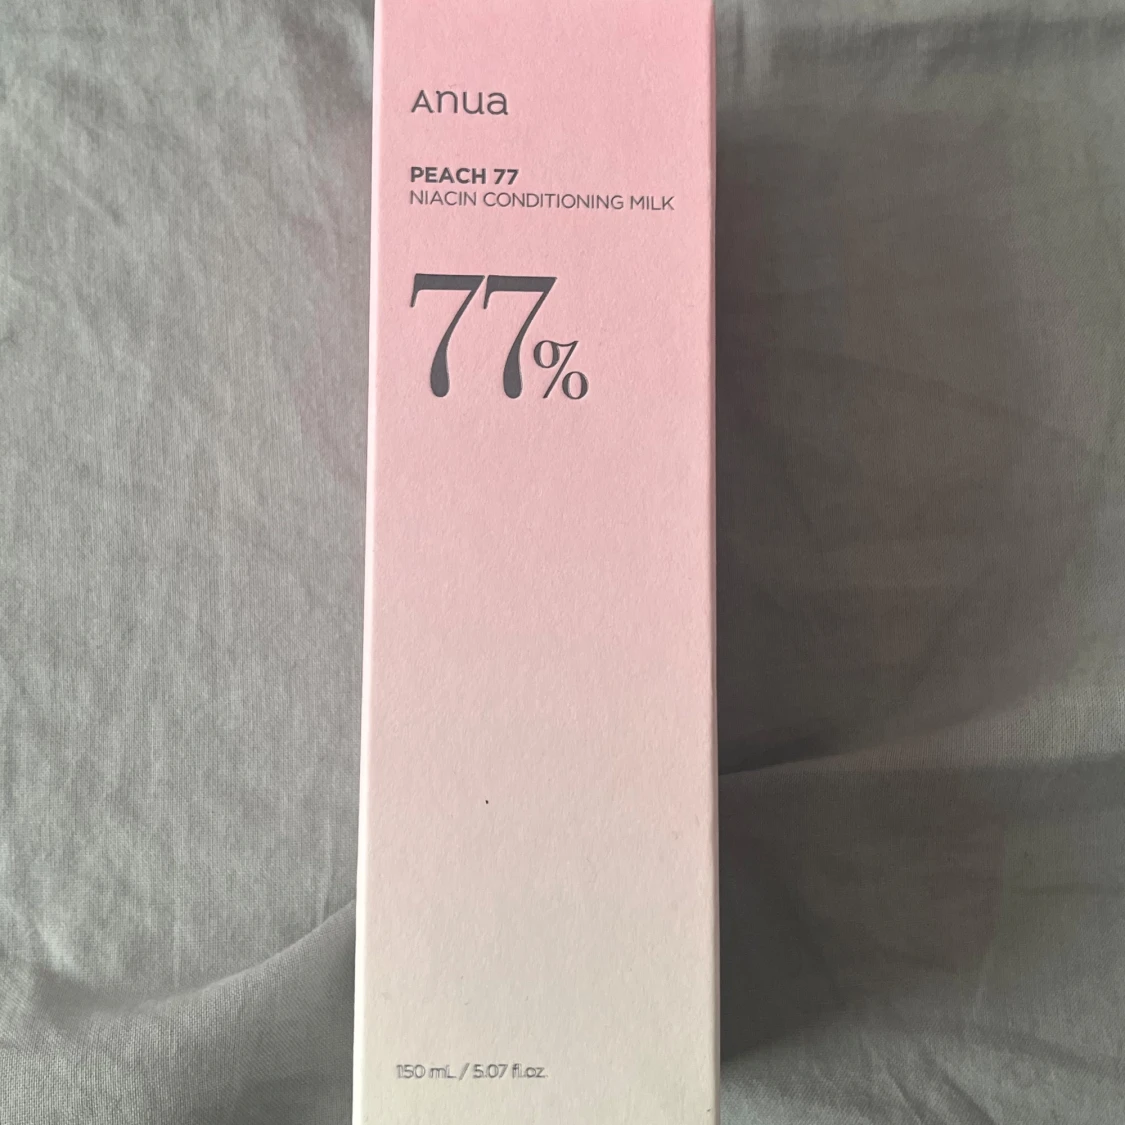 Anua
PEACH 77
NIACIN CONDITIONING MILK
77%
150 mL / 5.07 fl.oz.